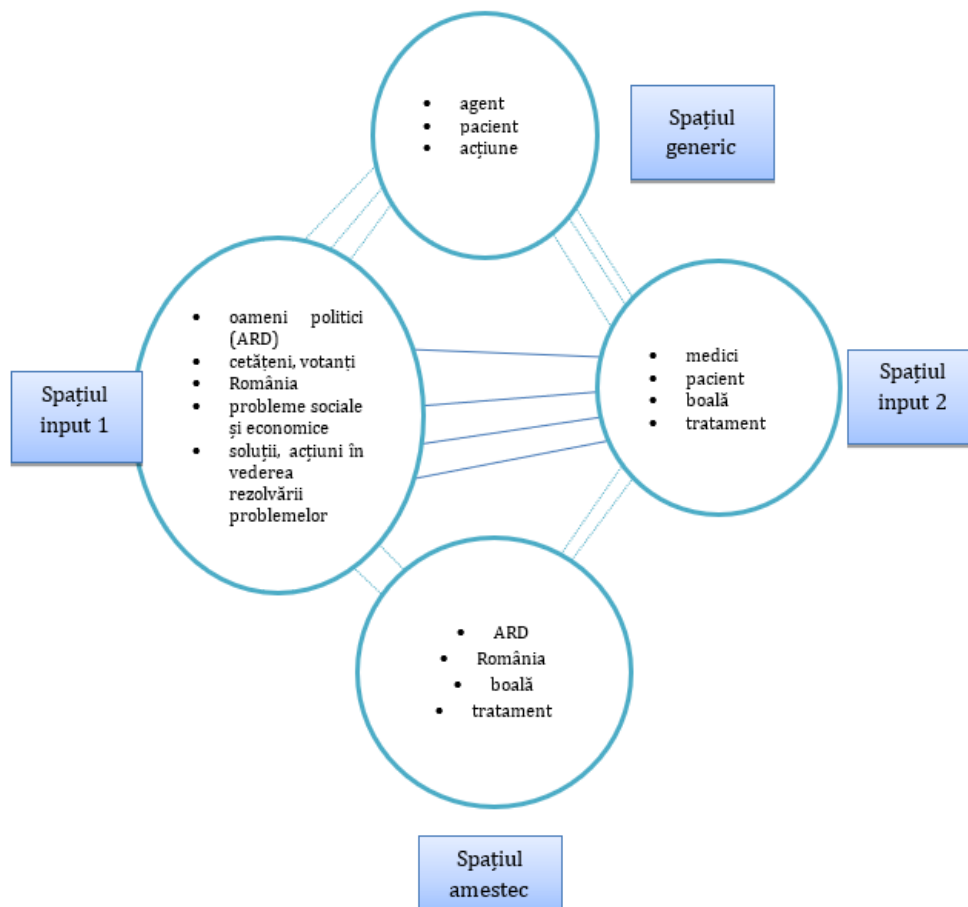 agent
pacient
acțiune
Spațiul
generic
oameni politici
(ARD)
cetățeni, votanți
România
probleme sociale
și economice
soluții, acțiuni în
vederea
rezolvării
problemelor
Spațiul
input 1
medici
pacient
boală
tratament
Spațiul
input 2
ARD
România
boală
tratament
Spațiul
amestec